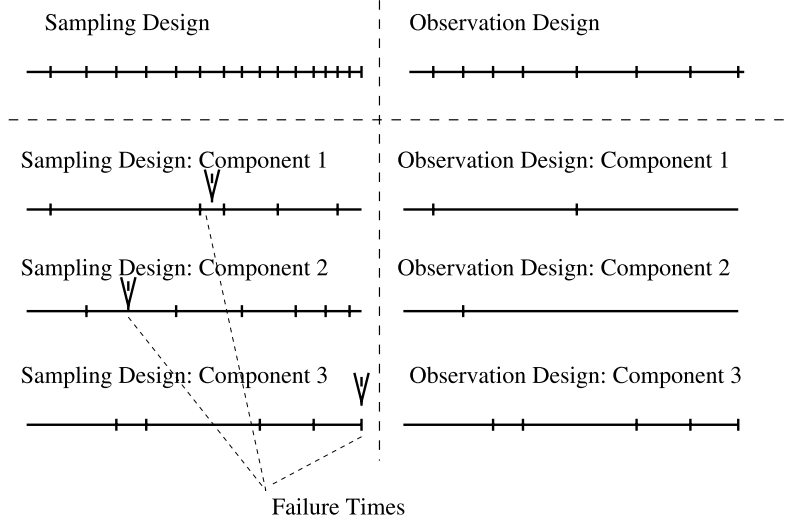 Sampling Design
Observation Design
Sampling Design: Component 1
Observation Design: Component 1
Sampling Design: Component 2
Observation Design: Component 2
Sampling Design: Component 3
Observation Design: Component 3
Failure Times